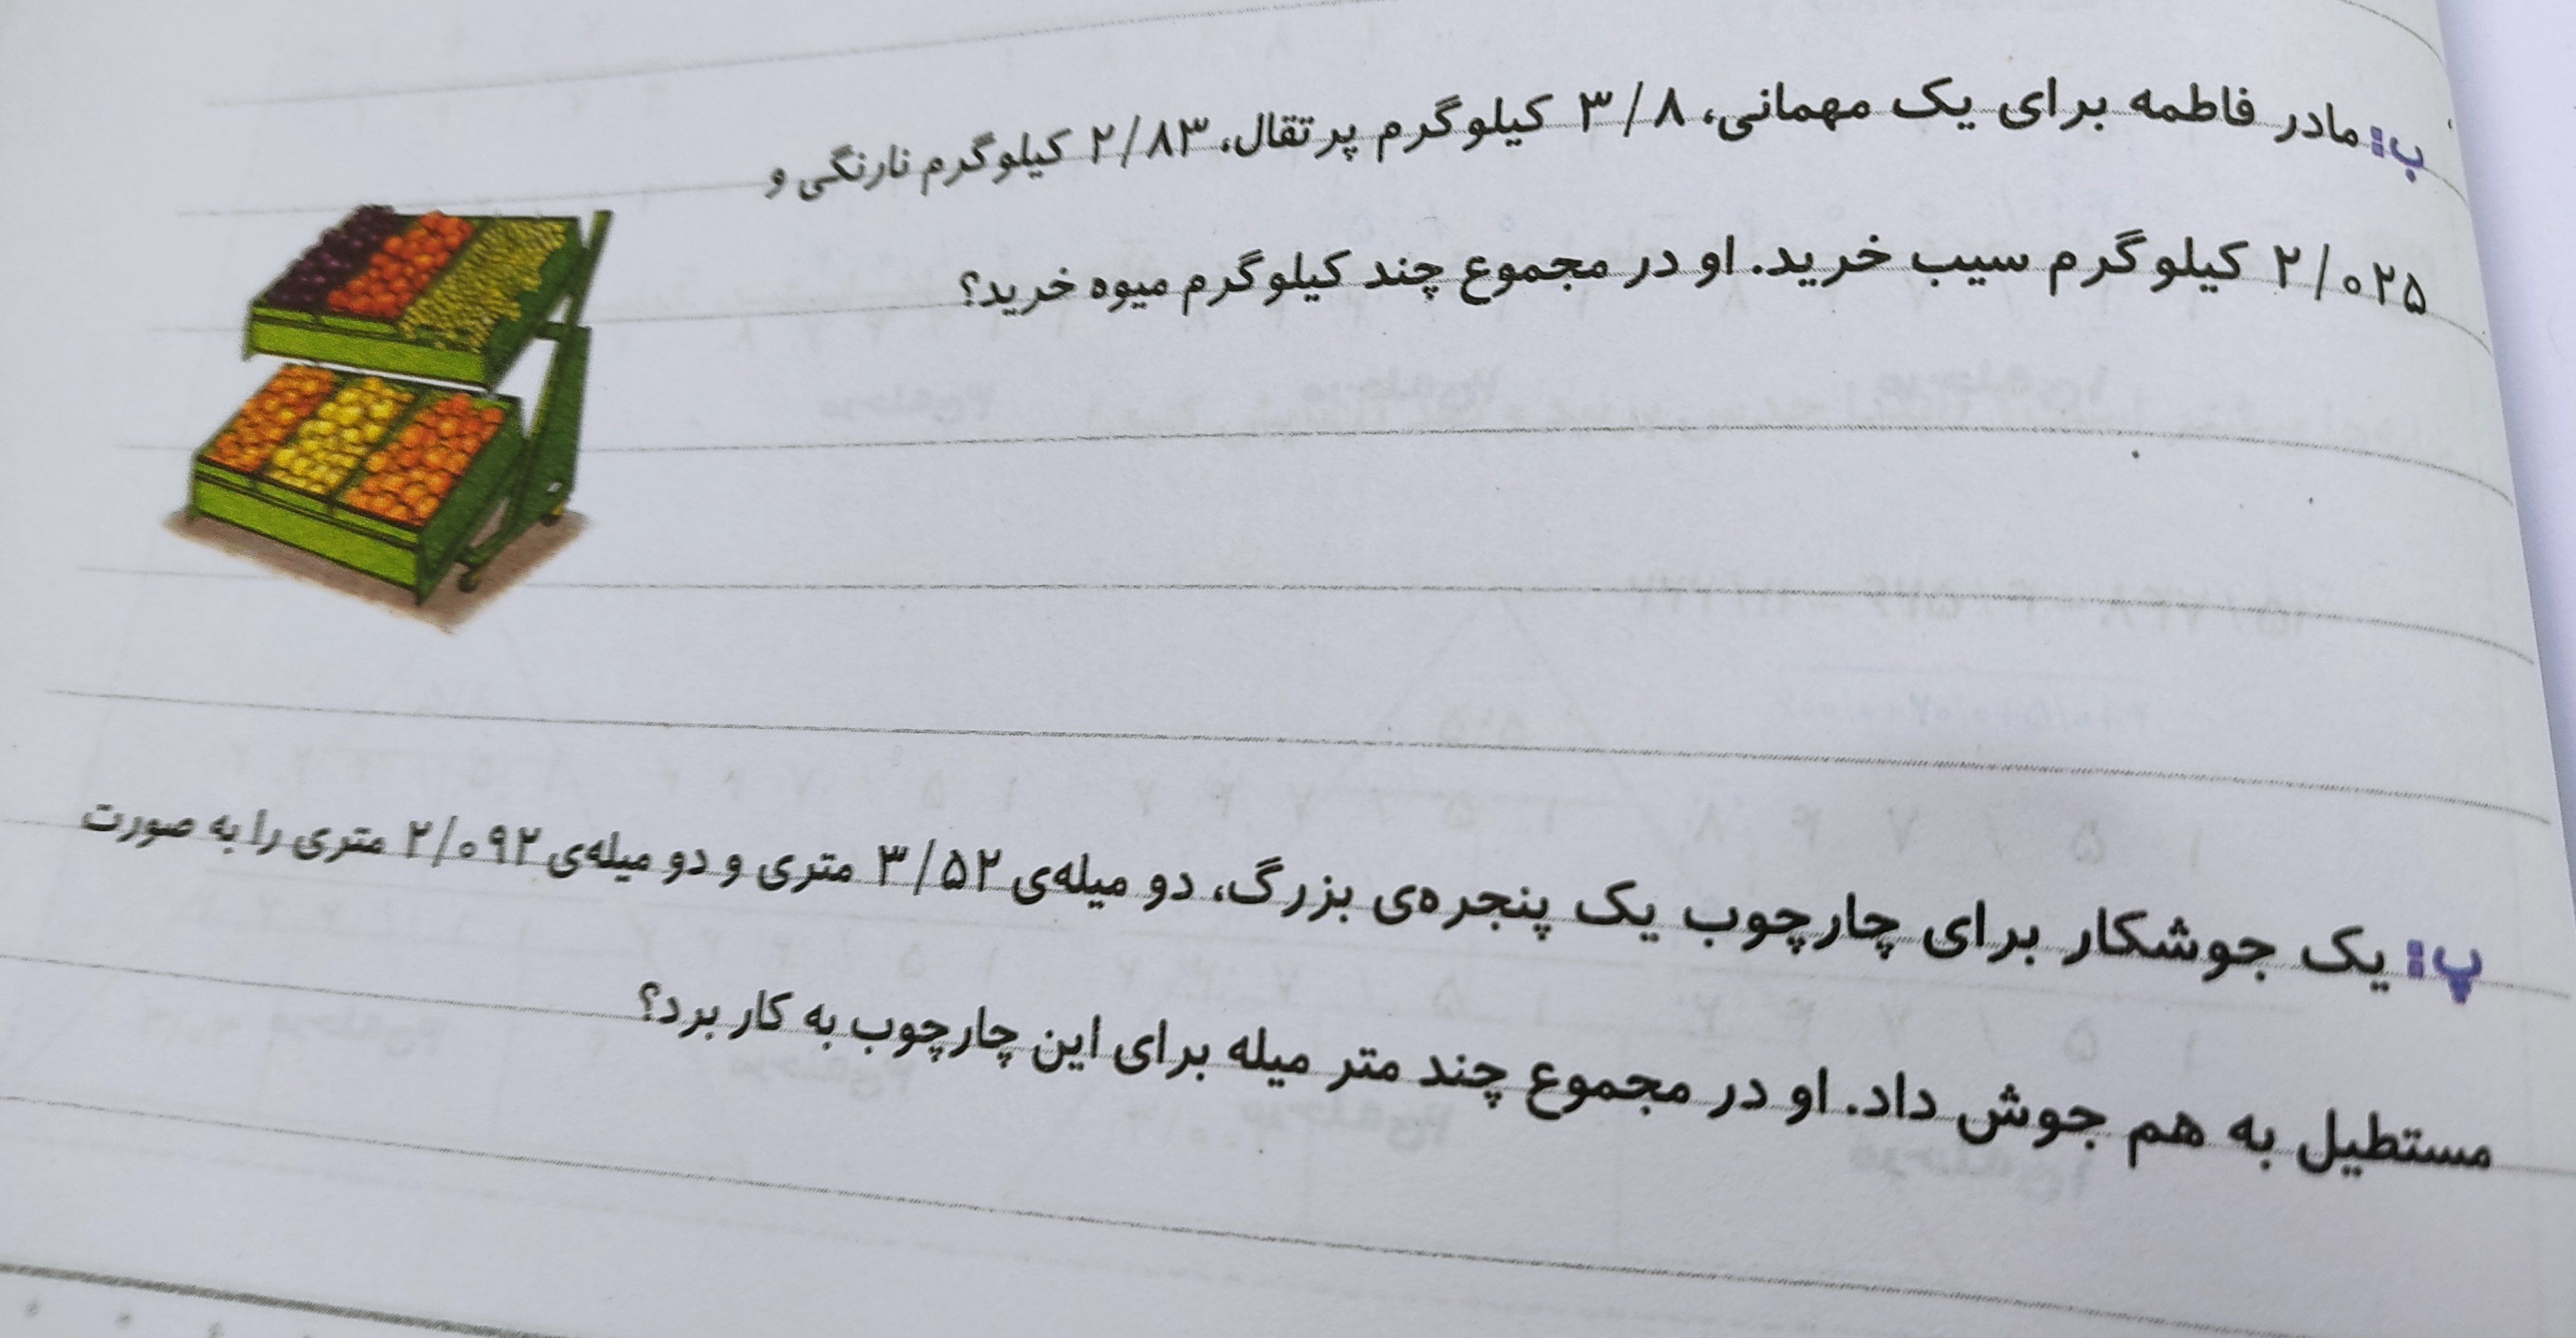 ب: مادر فاطمه برای یک مهمانی، ۳/۸ کیلوگرم پرتقال، ۲/۸۳ کیلوگرم نارنگی و
۲/۰۲۵ کیلوگرم سیب خرید. او در مجموع چند کیلوگرم میوه خرید؟
پ: یک جوشکار برای چارچوب یک پنجره‌ی بزرگ، دو میله‌ی ۳/۵۲ متری و دو میله‌ی ۲/۰۹۲ متری را به صورت
مستطیل به هم جوش داد. او در مجموع چند متر میله برای این چارچوب به کار برد؟